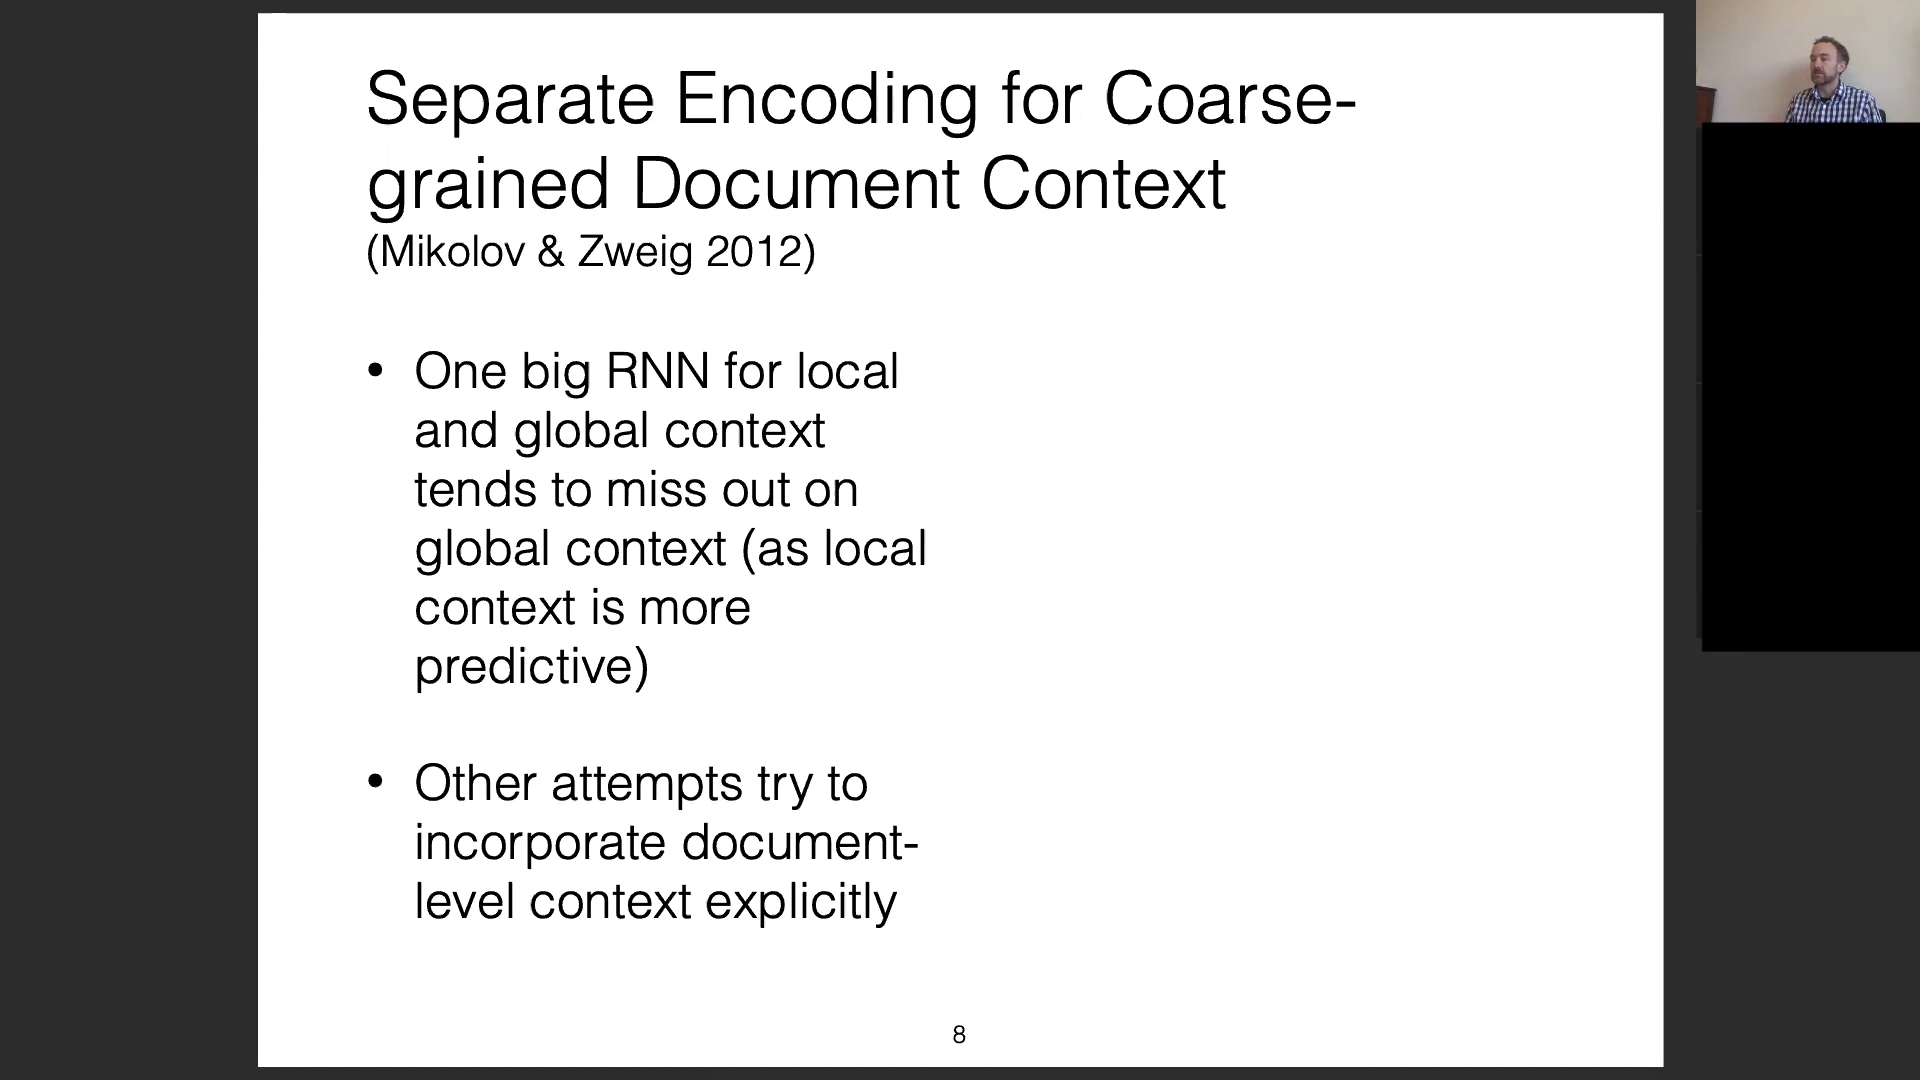 Separate Encoding for Coarse-
grained Document Context
(Mikolov & Zweig 2012)
• One big RNN for local
and global context
tends to miss out on
global context (as local
context is more
predictive)
• Other attempts try to
incorporate document-
level context explicitly
8